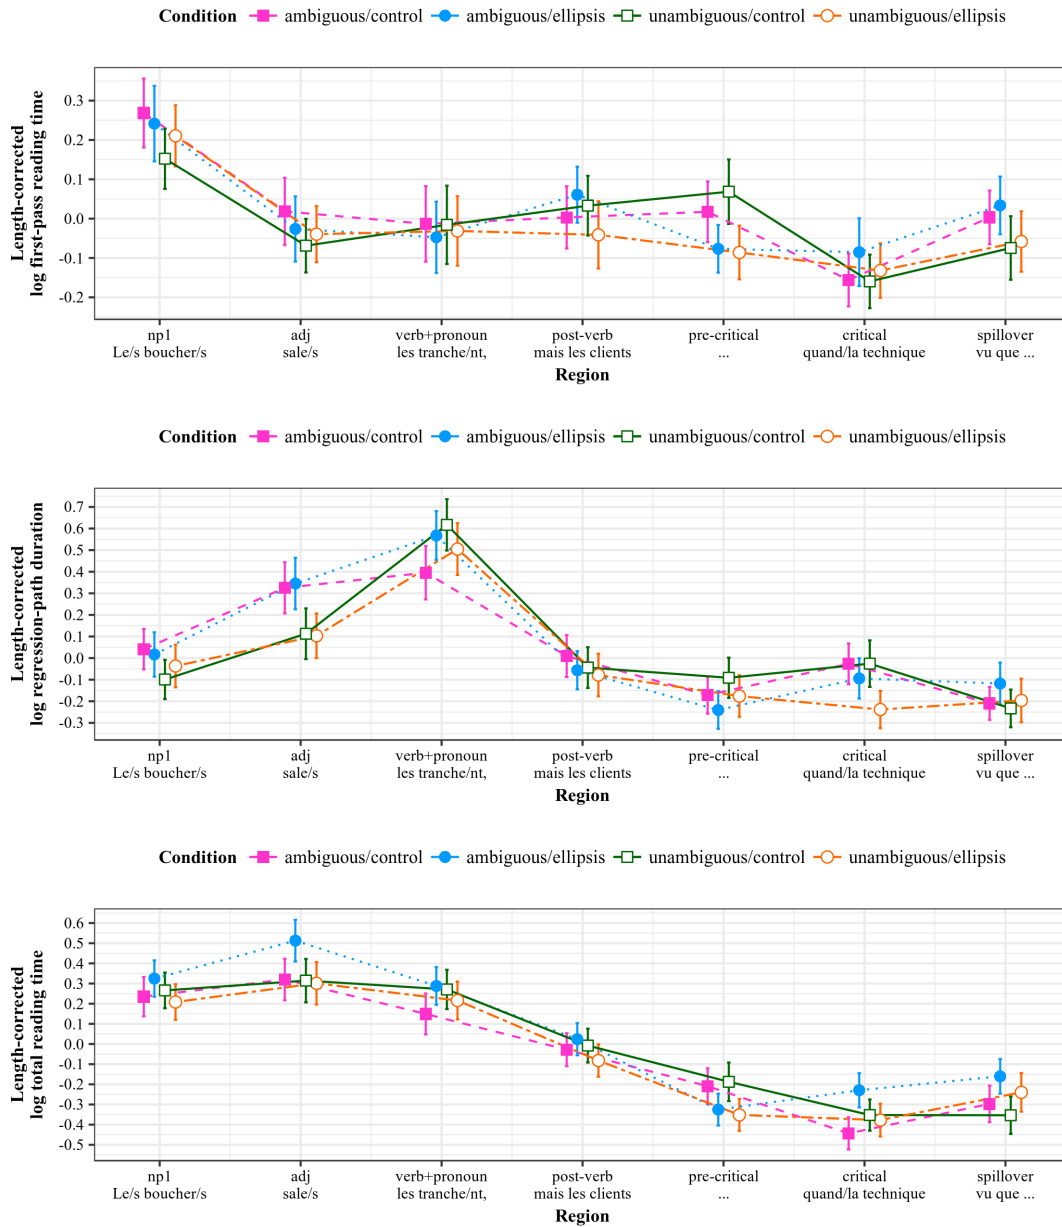 Condition ambiguous/control ambiguous/ellipsis unambiguous/control unambiguous/ellipsis
Length-corrected
log first-pass reading time
0.3
0.2
0.1
0.0
-0.1
-0.2
np1 adj verb+pronoun post-verb pre-critical critical spillover
Le/s boucher/s sale/s les tranche/nt, mais les clients ... quand/la technique vu que ...
Region
Condition ambiguous/control ambiguous/ellipsis unambiguous/control unambiguous/ellipsis
Length-corrected
log regression-path duration
0.7
0.6
0.5
0.4
0.3
0.2
0.1
0.0
-0.1
-0.2
-0.3
np1 adj verb+pronoun post-verb pre-critical critical spillover
Le/s boucher/s sale/s les tranche/nt, mais les clients ... quand/la technique vu que ...
Region
Condition ambiguous/control ambiguous/ellipsis unambiguous/control unambiguous/ellipsis
Length-corrected
log total reading time
0.6
0.5
0.4
0.3
0.2
0.1
0.0
-0.1
-0.2
-0.3
-0.4
-0.5
np1 adj verb+pronoun post-verb pre-critical critical spillover
Le/s boucher/s sale/s les tranche/nt, mais les clients ... quand/la technique vu que ...
Region